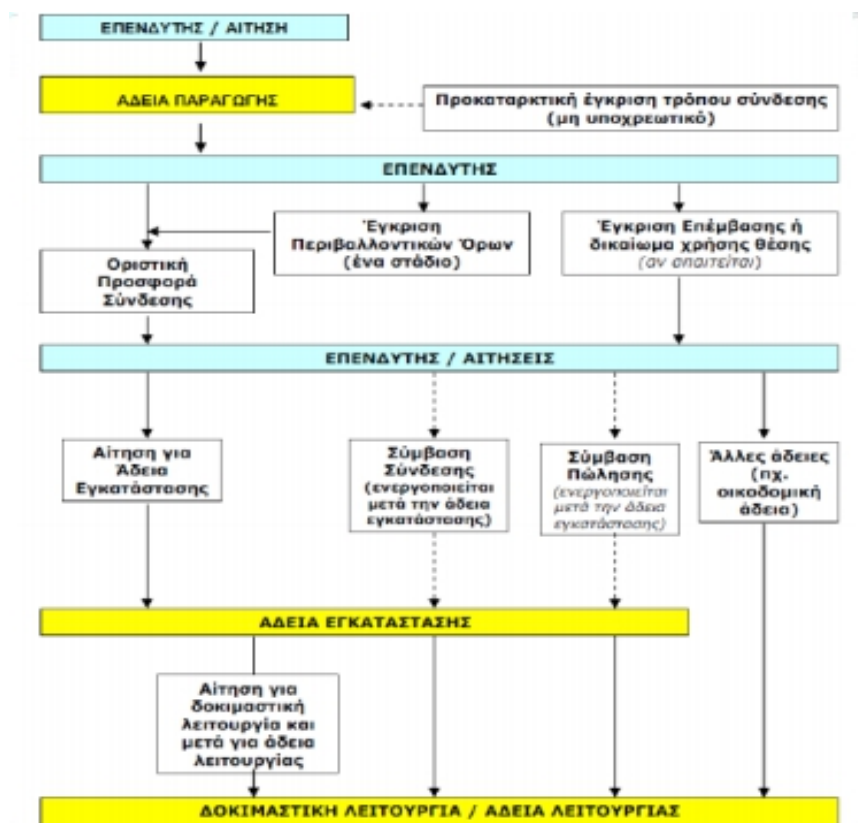 ΕΠΕΝΔΥΤΗΣ / ΑΙΤΗΣΗ
ΑΔΕΙΑ ΠΑΡΑΓΩΓΗΣ
Προκαταρκτική έγκριση τρόπου σύνδεσης
(μη υποχρεωτικό)
ΕΠΕΝΔΥΤΗΣ
Οριστική
Προσφορά
Σύνδεσης
Έγκριση
Περιβαλλοντικών Όρων
(ένα στάδιο)
Έγκριση Επέμβασης ή
δικαίωμα χρήσης θέσης
(αν απαιτείται)
ΕΠΕΝΔΥΤΗΣ / ΑΙΤΗΣΕΙΣ
Αίτηση για
Άδεια
Εγκατάστασης
Σύμβαση
Σύνδεσης
(ενεργοποιείται
μετά την άδεια
εγκατάστασης)
Σύμβαση
Πώλησης
(ενεργοποιείται
μετά την άδεια
εγκατάστασης)
Άλλες άδειες
(πχ.
οικοδομική
άδεια)
ΑΔΕΙΑ ΕΓΚΑΤΑΣΤΑΣΗΣ
Αίτηση για
δοκιμαστική
λειτουργία και
μετά για άδεια
λειτουργίας
ΔΟΚΙΜΑΣΤΙΚΗ ΛΕΙΤΟΥΡΓΙΑ / ΑΔΕΙΑ ΛΕΙΤΟΥΡΓΙΑΣ